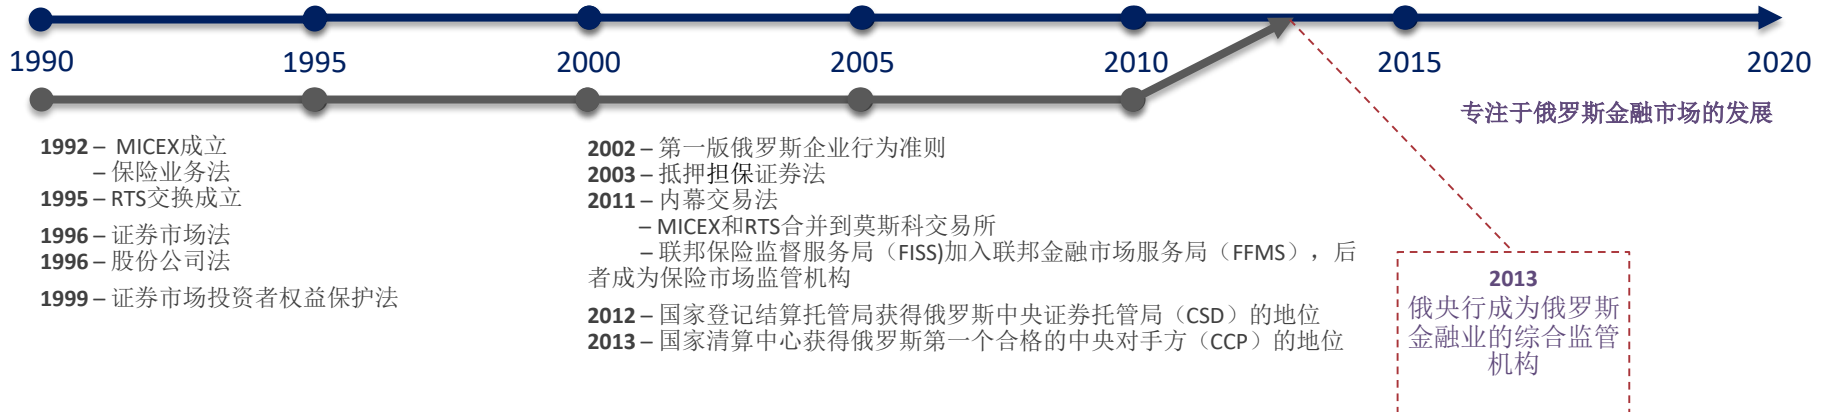 1990 1995 2000 2005 2010 2015 2020
专注于俄罗斯金融市场的发展
1992 – MICEX成立
– 保险业务法
1995 – RTS交换成立
1996 – 证券市场法
1996 – 股份公司法
1999 – 证券市场投资者权益保护法
2002 – 第一版俄罗斯企业行为准则
2003 – 抵押担保证券法
2011 – 内幕交易法
– MICEX和RTS合并到莫斯科交易所
– 联邦保险监督服务局（FISS)加入联邦金融市场服务局（FFMS），后
者成为保险市场监管机构
2012 – 国家登记结算托管局获得俄罗斯中央证券托管局（CSD）的地位
2013 – 国家清算中心获得俄罗斯第一个合格的中央对手方（CCP）的地位
2013
俄央行成为俄罗斯
金融业的综合监管
机构